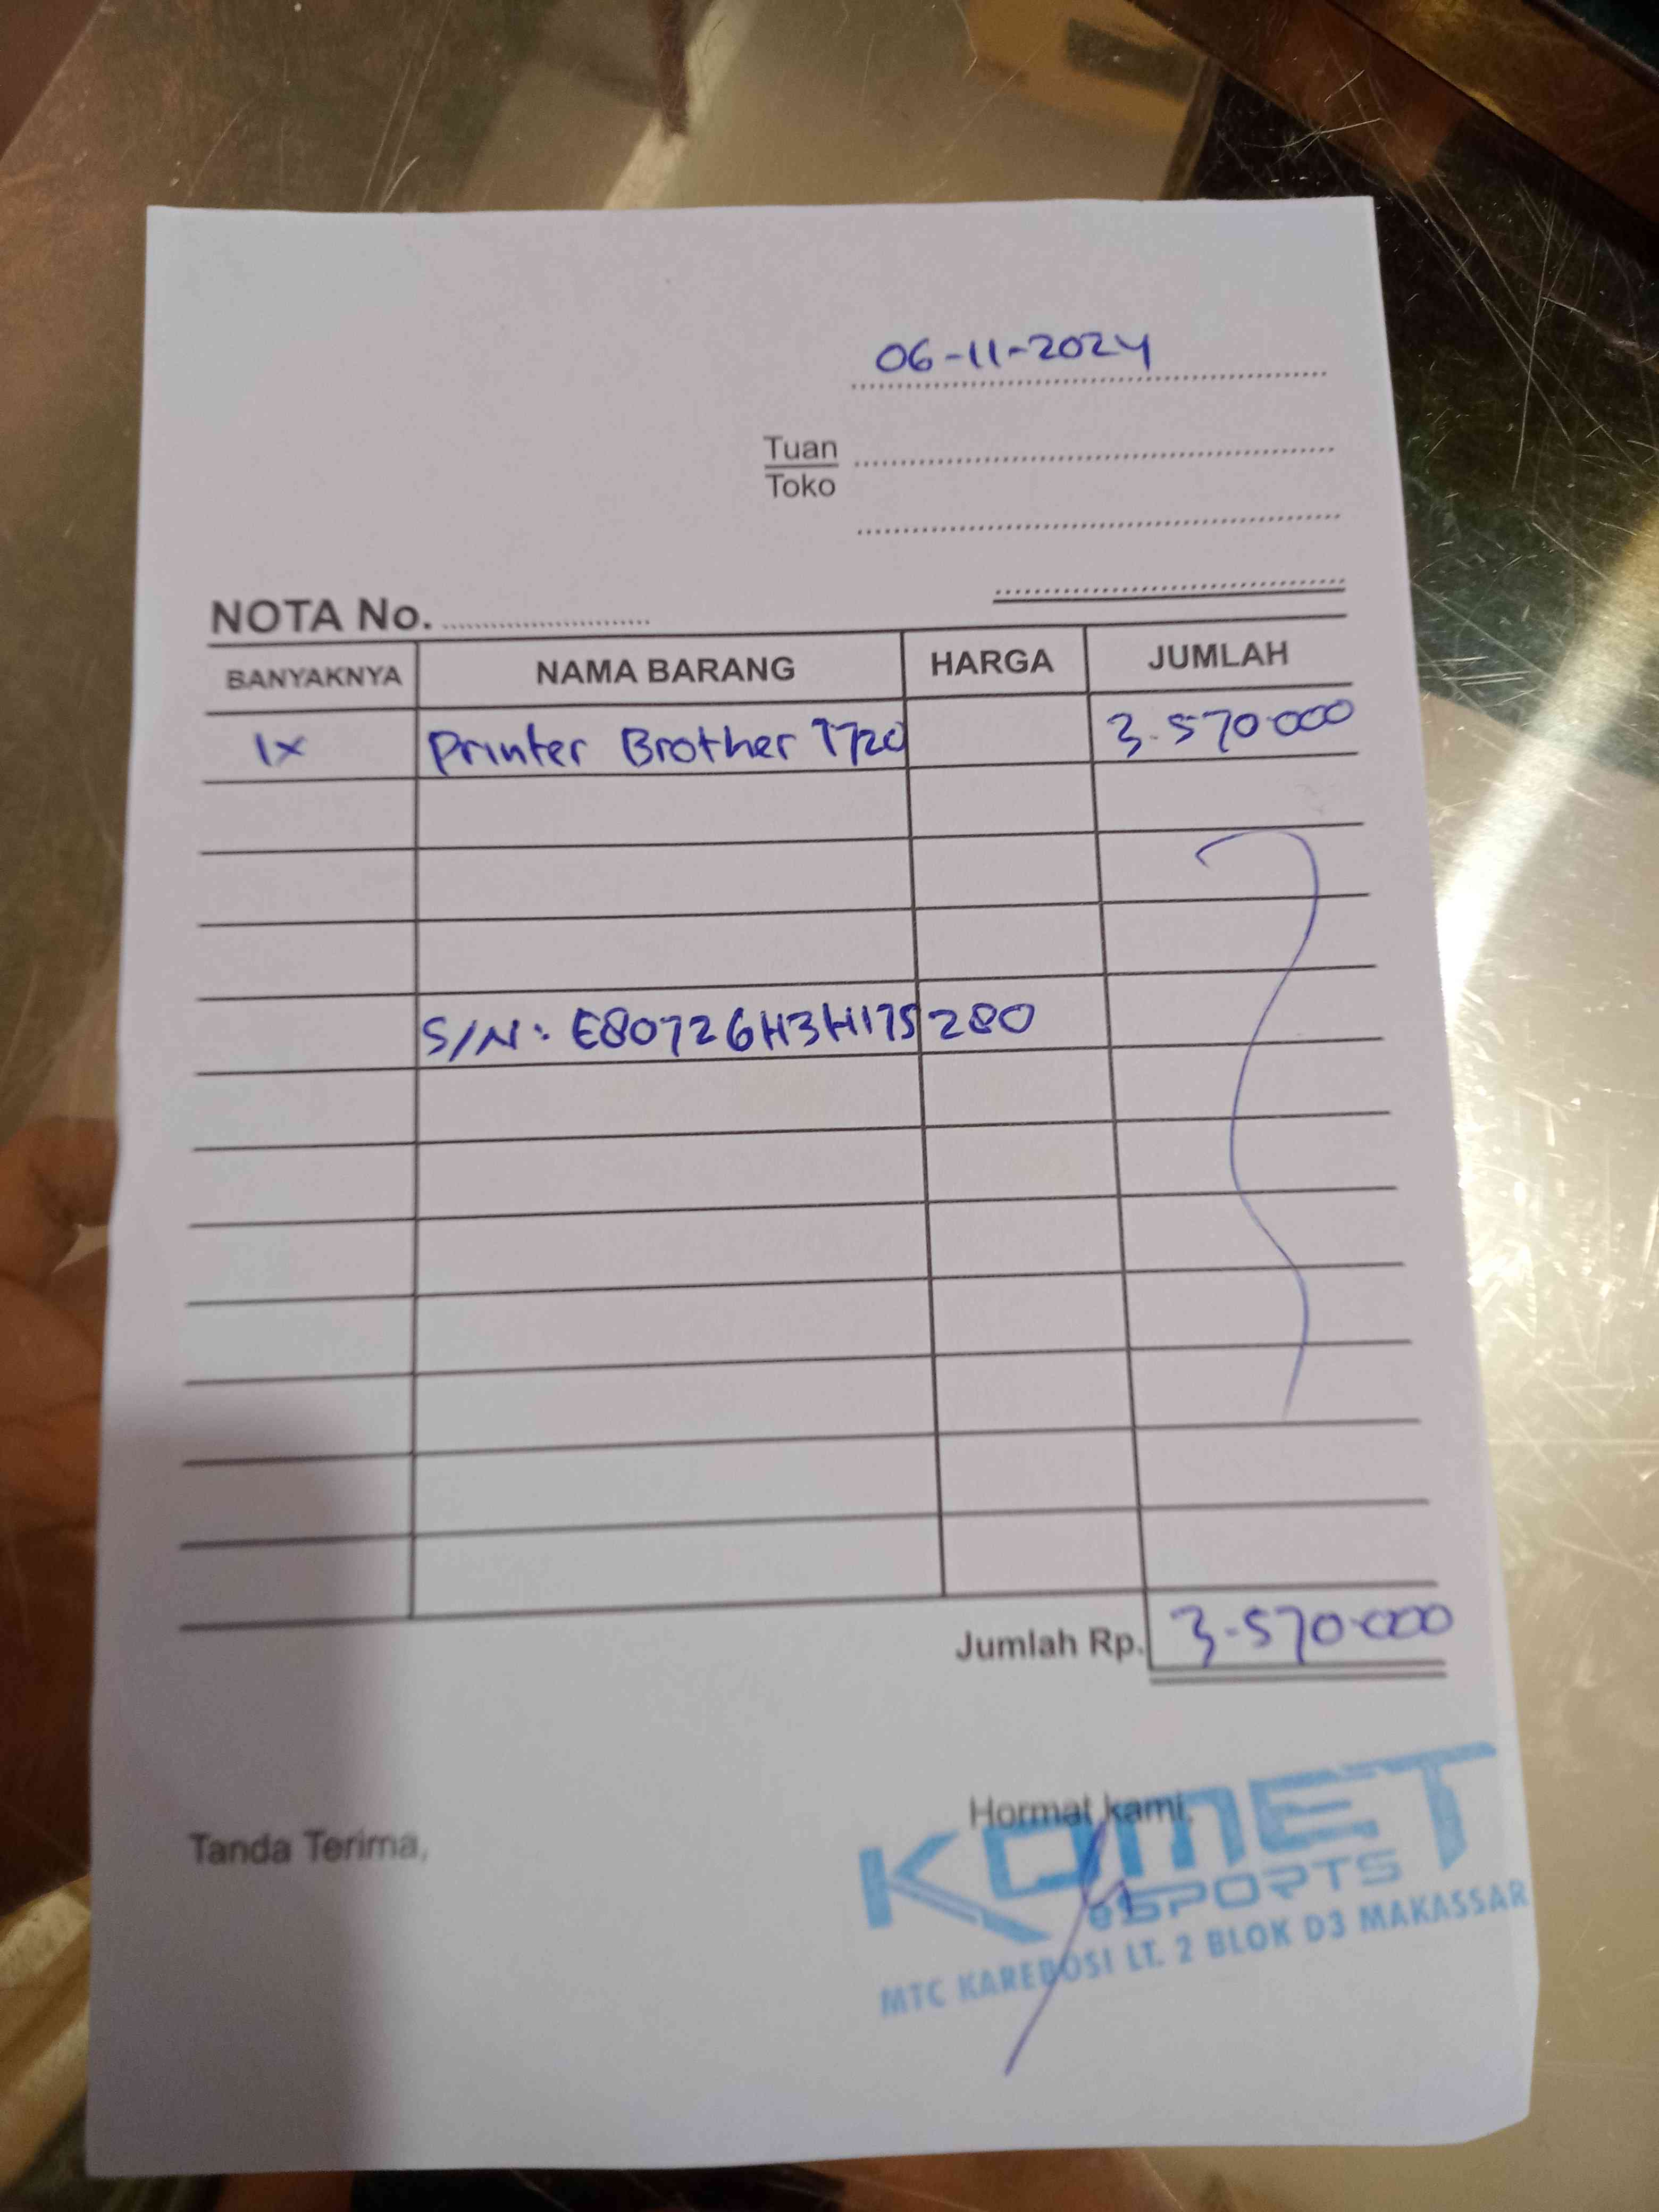 06-11-2024
Tuan
Toko
NOTA No.
BANYAKNYA NAMA BARANG HARGA JUMLAH
1x Printer Brother T720 3.570.000
S/N: E80726H3H175280
Jumlah Rp. 3.570.000
Tanda Terima,
Hormat kami,
KOMET
eSPORTS
MTC KAREBOSI LT. 2 BLOK D3 MAKASSAR